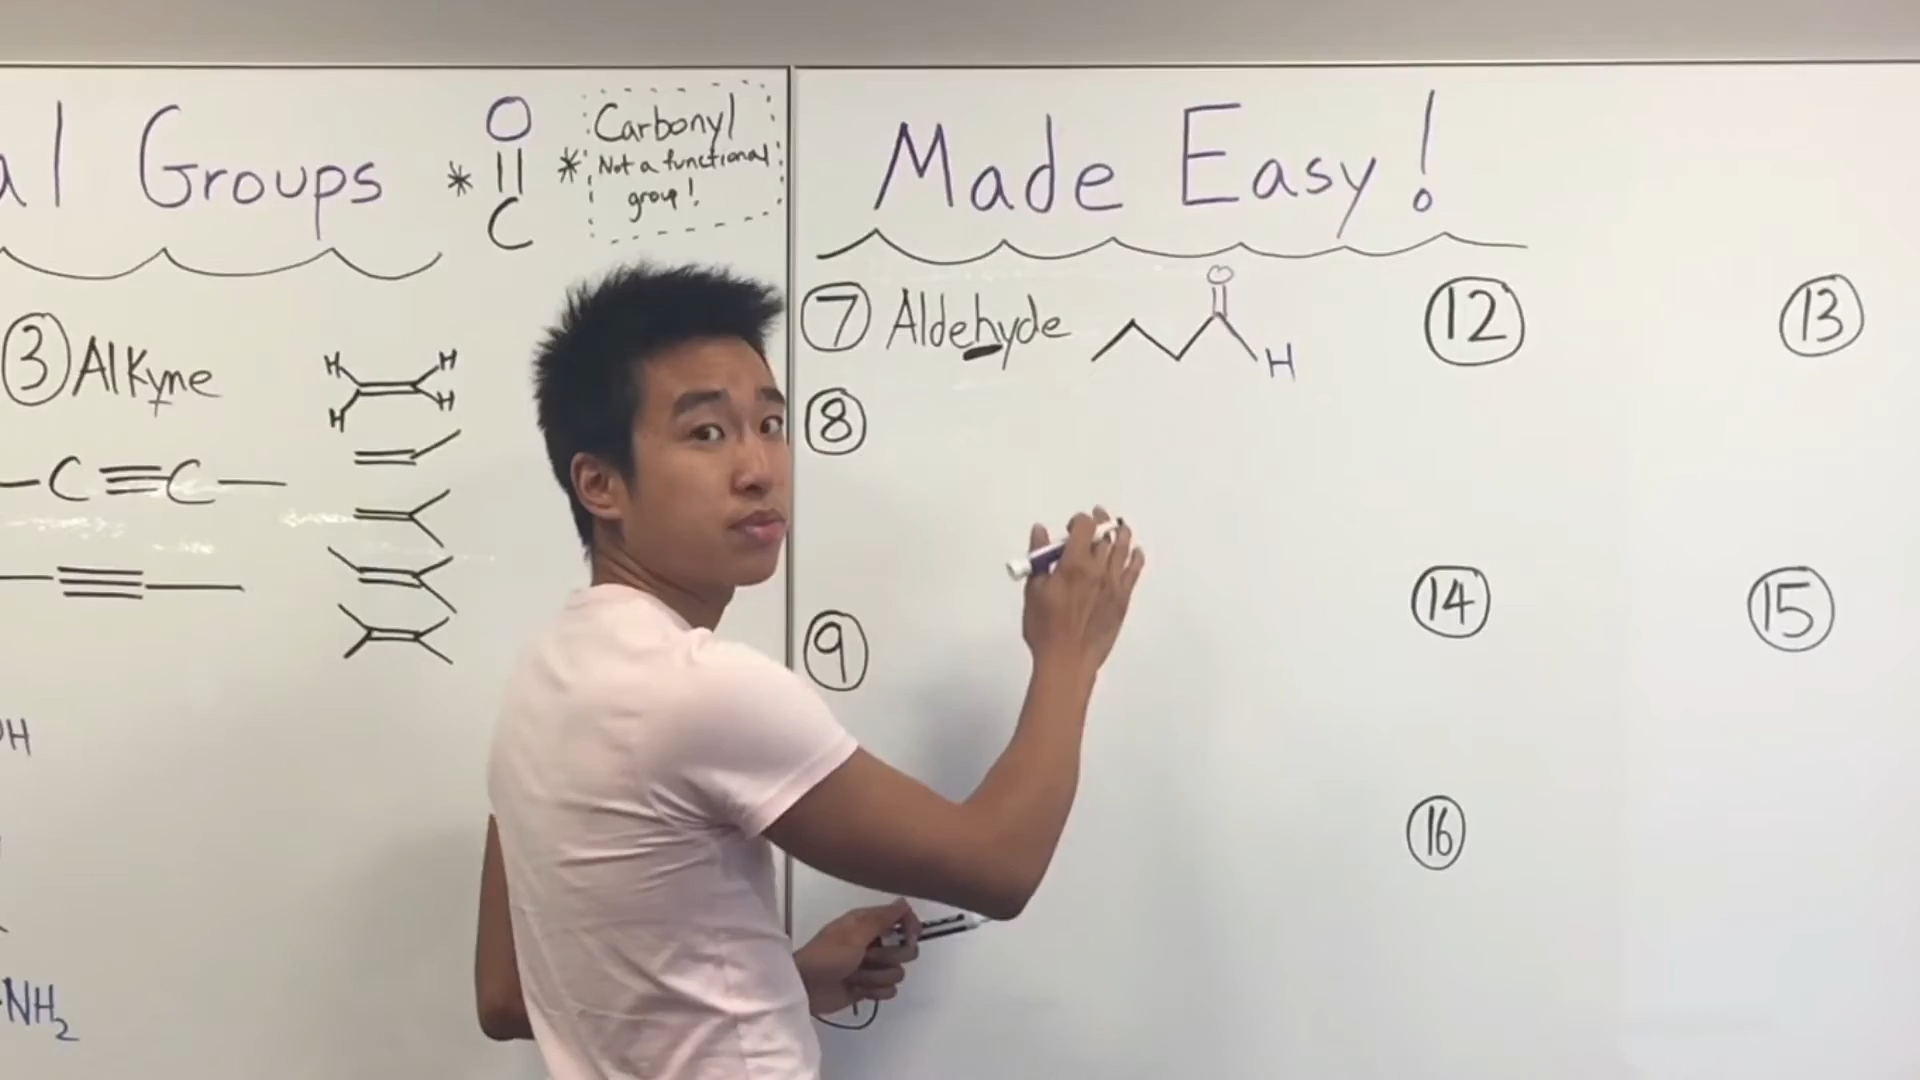 al Groups
O
C
* *
Carbonyl
Not a functional
group!
Made Easy!
③ Alkyne
H H
H H
-C≡C-
OH
NH₂
⑦ Aldehyde
O
H
⑧
⑨
⑫
⑬
⑭
⑮
⑯